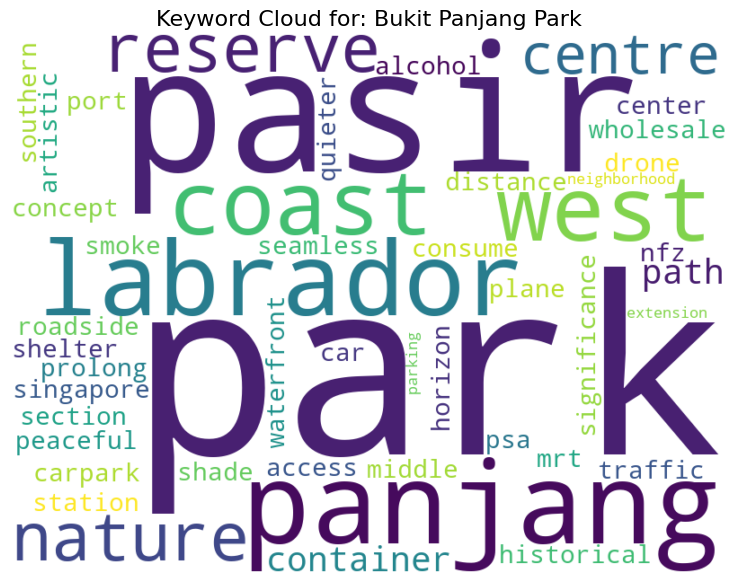 Keyword Cloud for: Bukit Panjang Park
reserve
alcohol
centre
southern
artistic
port
pasir
quieter
center
wholesale
drone
distance
neighborhood
concept
coast
west
smoke
seamless
consume
nfz
path
labrador
plane
significance
extension
roadside
shelter
prolong
singapore
section
peaceful
park
waterfront
car
parking
horizon
psa
mrt
traffic
carpark
station
shade
access
middle
nature
panjang
container
historical